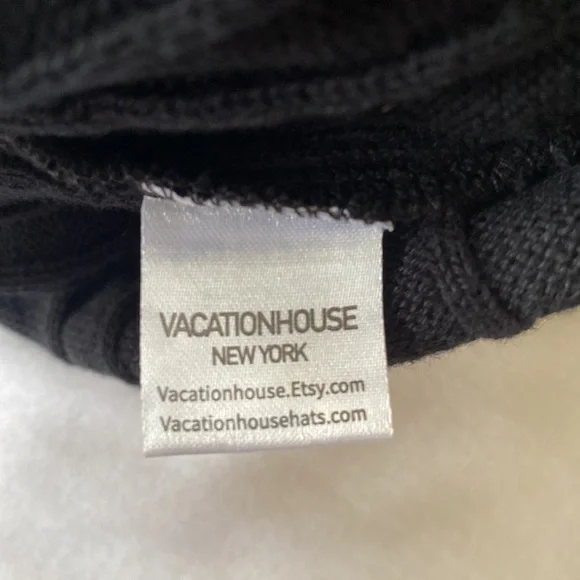 VACATIONHOUSE
NEW YORK
Vacationhouse.Etsy.com
Vacationhousehats.com